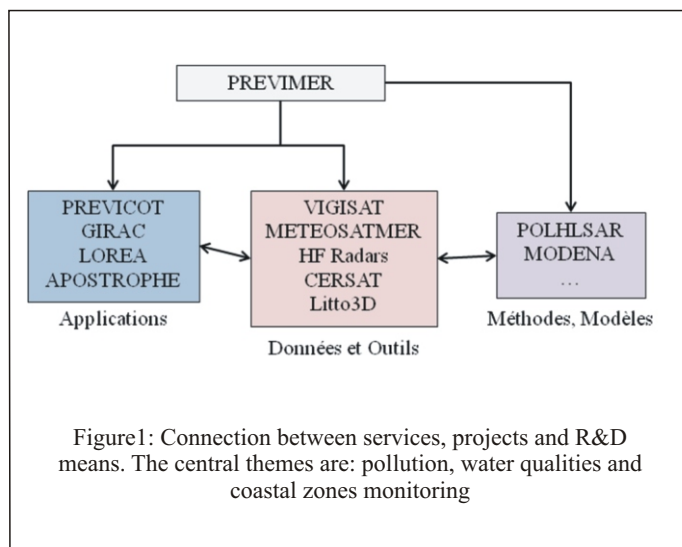 PREVIMER
PREVICOT
GIRAC
LOREA
APOSTROPHE
Applications
VIGISAT
METEOSATMER
HF Radars
CERSAT
Litto3D
Données et Outils
POLHLSAR
MODENA
...
Méthodes, Modèles
Figure1: Connection between services, projects and R&D
means. The central themes are: pollution, water qualities and
coastal zones monitoring